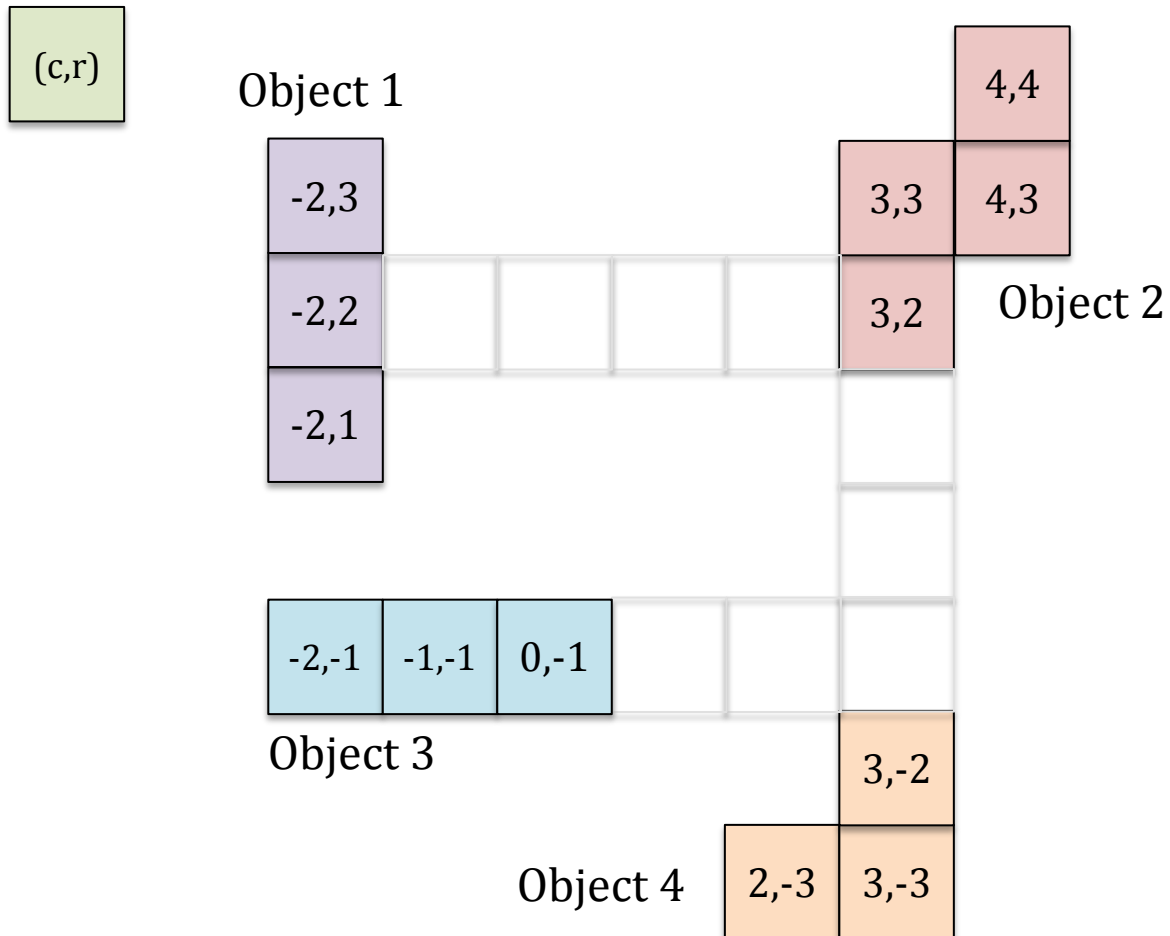 (c,r)
Object 1
4,4
-2,3
3,3
4,3
-2,2
3,2
Object 2
-2,1
-2,-1
-1,-1
0,-1
Object 3
3,-2
Object 4
2,-3
3,-3